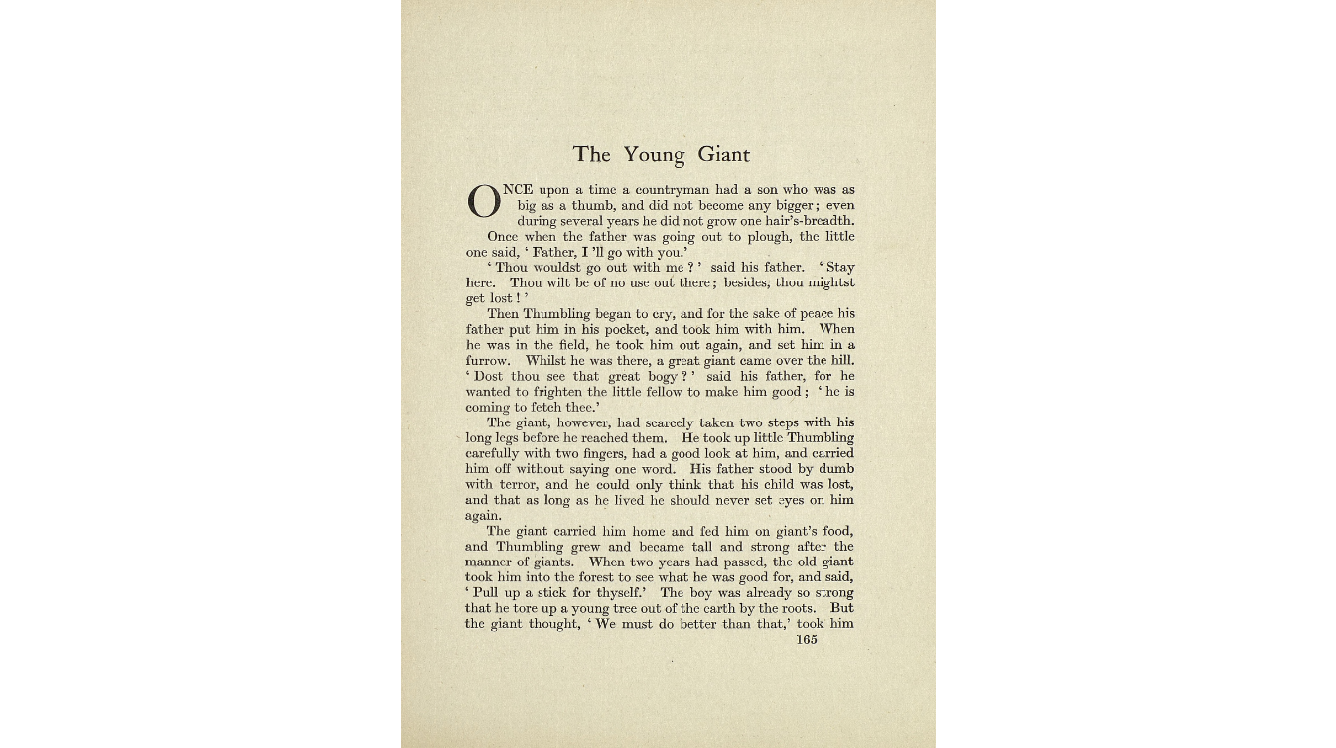 The Young Giant
ONCE upon a time a countryman had a son who was as
big as a thumb, and did not become any bigger; even
during several years he did not grow one hair's-breadth.
Once when the father was going out to plough, the little
one said, ‘Father, I'll go with you.’
‘Thou wouldst go out with me?’ said his father. ‘Stay
here. Thou wilt be of no use out there; besides, thou mightst
get lost!’
Then Thumbling began to cry, and for the sake of peace his
father put him in his pocket, and took him with him. When
he was in the field, he took him out again, and set him in a
furrow. Whilst he was there, a great giant came over the hill.
‘Dost thou see that great bogy?’ said his father, for he
wanted to frighten the little fellow to make him good; ‘he is
coming to fetch thee.’
The giant, however, had scarcely taken two steps with his
long legs before he reached them. He took up little Thumbling
carefully with two fingers, had a good look at him, and carried
him off without saying one word. His father stood by dumb
with terror, and he could only think that his child was lost,
and that as long as he lived he should never set eyes on him
again.
The giant carried him home and fed him on giant's food,
and Thumbling grew and became tall and strong after the
manner of giants. When two years had passed, the old giant
took him into the forest to see what he was good for, and said,
‘Pull up a stick for thyself.’ The boy was already so strong
that he tore up a young tree out of the earth by the roots. But
the giant thought, ‘We must do better than that,’ took him
165